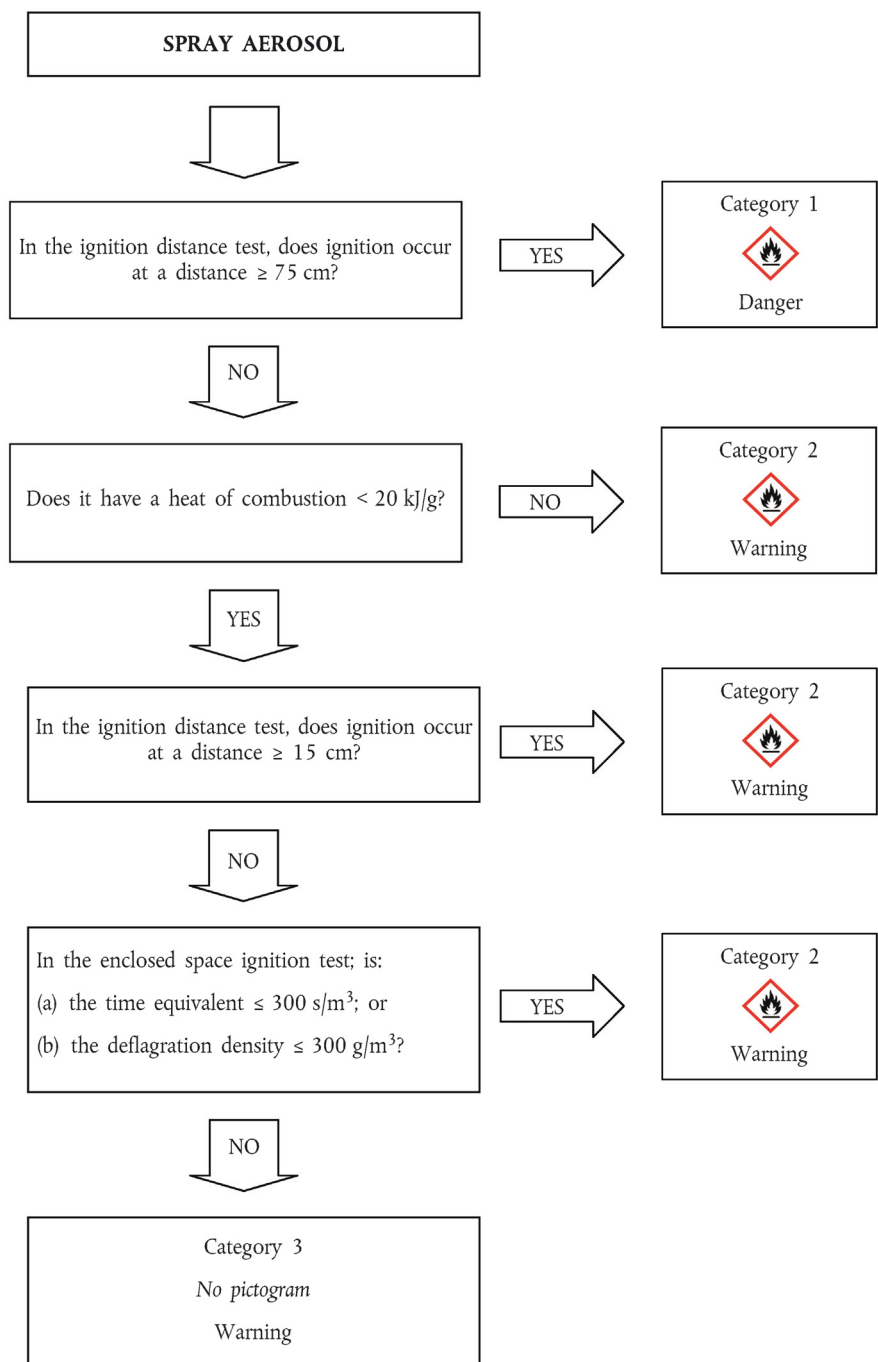 SPRAY AEROSOL
In the ignition distance test, does ignition occur
at a distance ≥ 75 cm?
YES
Category 1
Danger
NO
Does it have a heat of combustion < 20 kJ/g?
NO
Category 2
Warning
YES
In the ignition distance test, does ignition occur
at a distance ≥ 15 cm?
YES
Category 2
Warning
NO
In the enclosed space ignition test; is:
(a) the time equivalent ≤ 300 s/m³; or
(b) the deflagration density ≤ 300 g/m³?
YES
Category 2
Warning
NO
Category 3
No pictogram
Warning